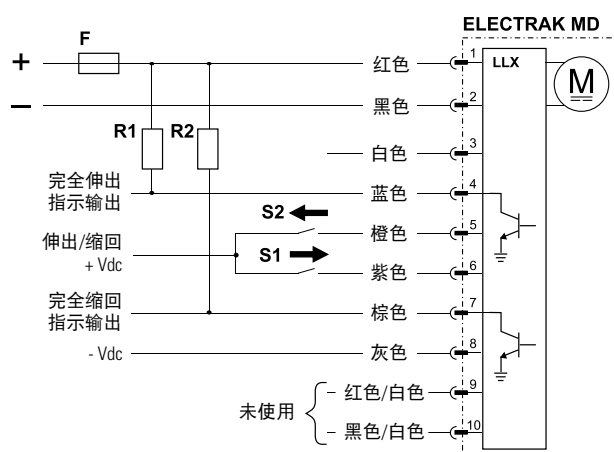 ELECTRAK MD
F
+ 红色 1 LLX
M
− 黑色 2
R1 R2
白色 3
完全伸出
指示输出
蓝色 4
S2
橙色 5
伸出/缩回
+ Vdc
S1
紫色 6
完全缩回
指示输出
棕色 7
- Vdc 灰色 8
未使用
红色/白色 9
黑色/白色 10